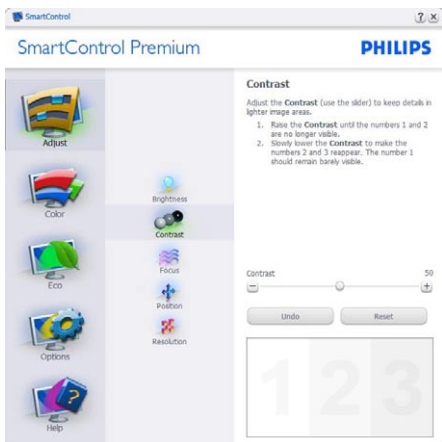 SmartControl
? x
SmartControl Premium
PHILIPS
Adjust
Color
Eco
Options
Help
Brightness
Contrast
Focus
Position
Resolution
Contrast
Adjust the Contrast (use the slider) to keep details in
lighter image areas.
1. Raise the Contrast until the numbers 1 and 2
are no longer visible.
2. Slowly lower the Contrast to make the
numbers 2 and 3 reappear. The number 1
should remain barely visible.
Contrast 50
Undo Reset
1 2 3